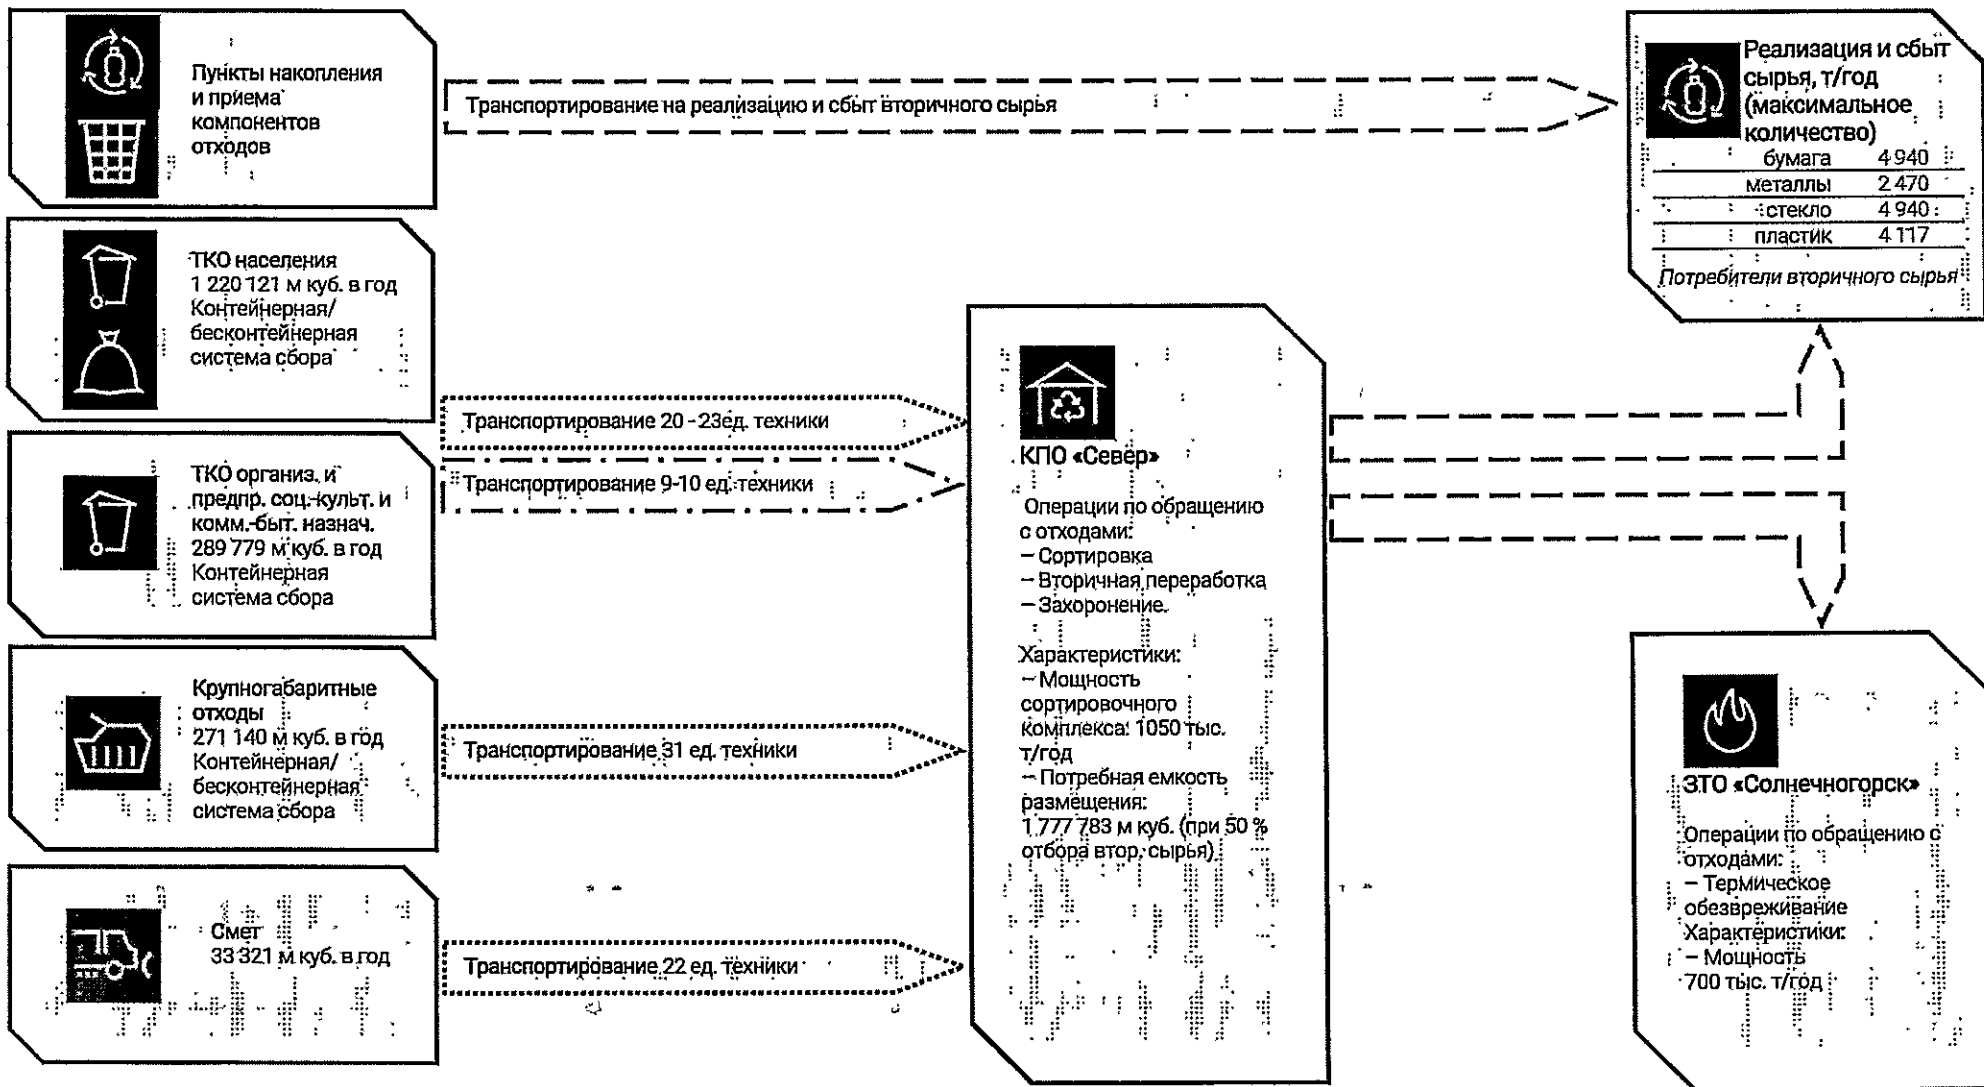 Пункты накопления
и приема
компонентов
отходов
Транспортирование на реализацию и сбыт вторичного сырья
Реализация и сбыт
сырья, т/год
(максимальное
количество)
бумага 4 940
металлы 2 470
стекло 4 940
пластик 4 117
Потребители вторичного сырья
ТКО населения
1 220 121 м куб. в год
Контейнерная/
бесконтейнерная
система сбора
Транспортирование 20 - 23ед. техники
ТКО организ. и
предпр. соц.-культ. и
комм.-быт. назнач.
289 779 м куб. в год
Контейнерная
система сбора
Транспортирование 9-10 ед. техники
Крупногабаритные
отходы
271 140 м куб. в год
Контейнерная/
бесконтейнерная
система сбора
Транспортирование 31 ед. техники
Смет
33 321 м куб. в год
Транспортирование 22 ед. техники
КПО «Север»
Операции по обращению
с отходами:
– Сортировка
– Вторичная переработка
– Захоронение.
Характеристики:
– Мощность
сортировочного
комплекса: 1050 тыс.
т/год
– Потребная емкость
размещения:
1 777 783 м куб. (при 50 %
отбора втор. сырья)
ЗТО «Солнечногорск»
Операции по обращению с
отходами:
– Термическое
обезвреживание
Характеристики:
– Мощность
700 тыс. т/год